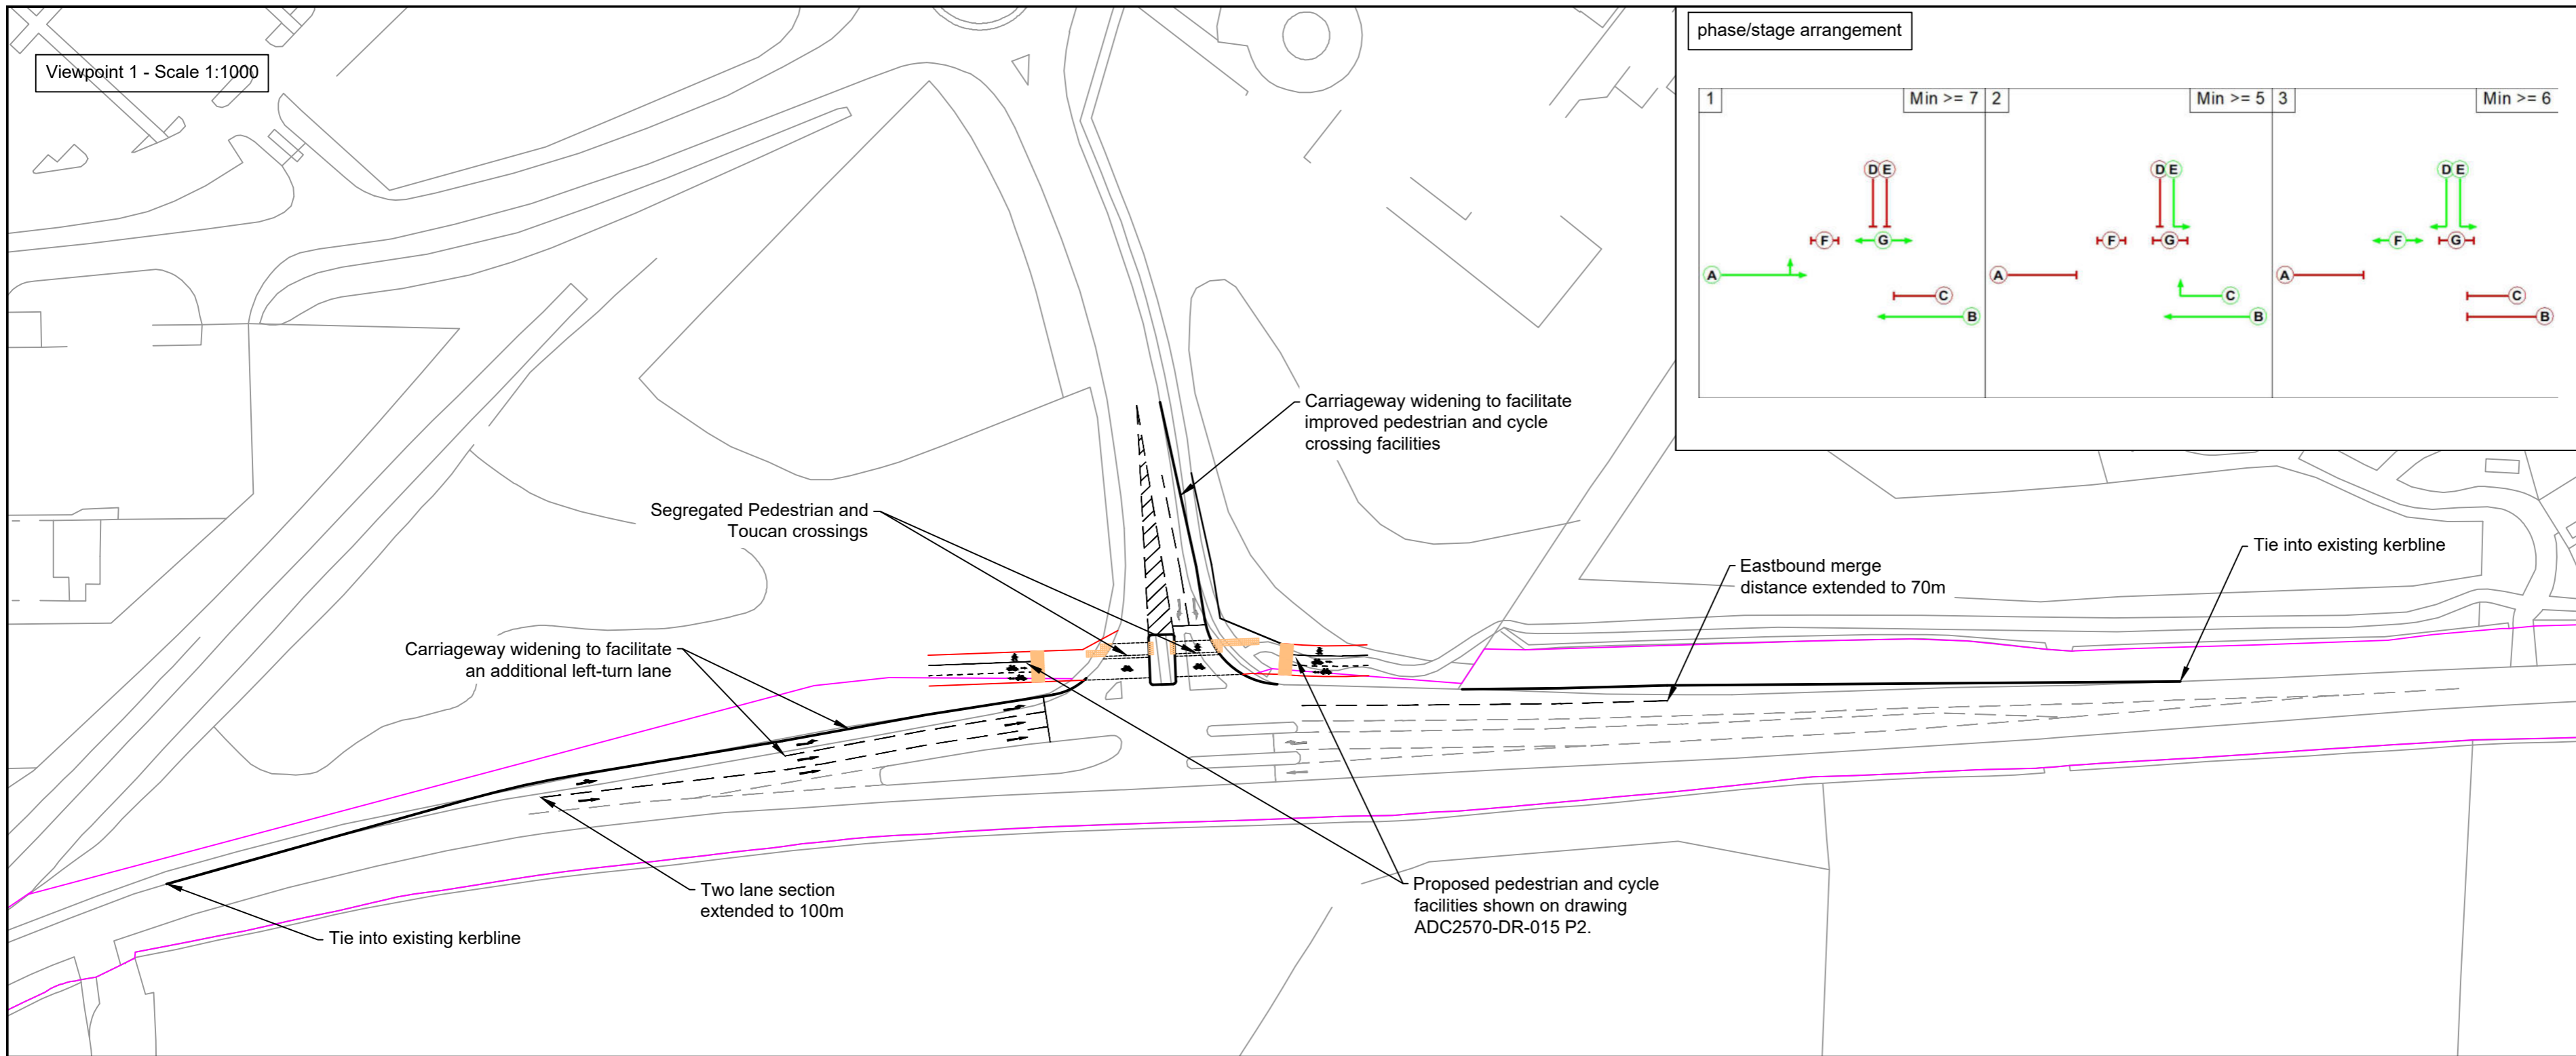 Viewpoint 1 - Scale 1:1000
phase/stage arrangement
1
Min >= 7
2
Min >= 5
3
Min >= 6
D E
F
G
A
C
B
D E
F
G
A
C
B
D E
F
G
A
C
B
Carriageway widening to facilitate
improved pedestrian and cycle
crossing facilities
Segregated Pedestrian and
Toucan crossings
Tie into existing kerbline
Eastbound merge
distance extended to 70m
Carriageway widening to facilitate
an additional left-turn lane
Two lane section
extended to 100m
Proposed pedestrian and cycle
facilities shown on drawing
ADC2570-DR-015 P2.
Tie into existing kerbline